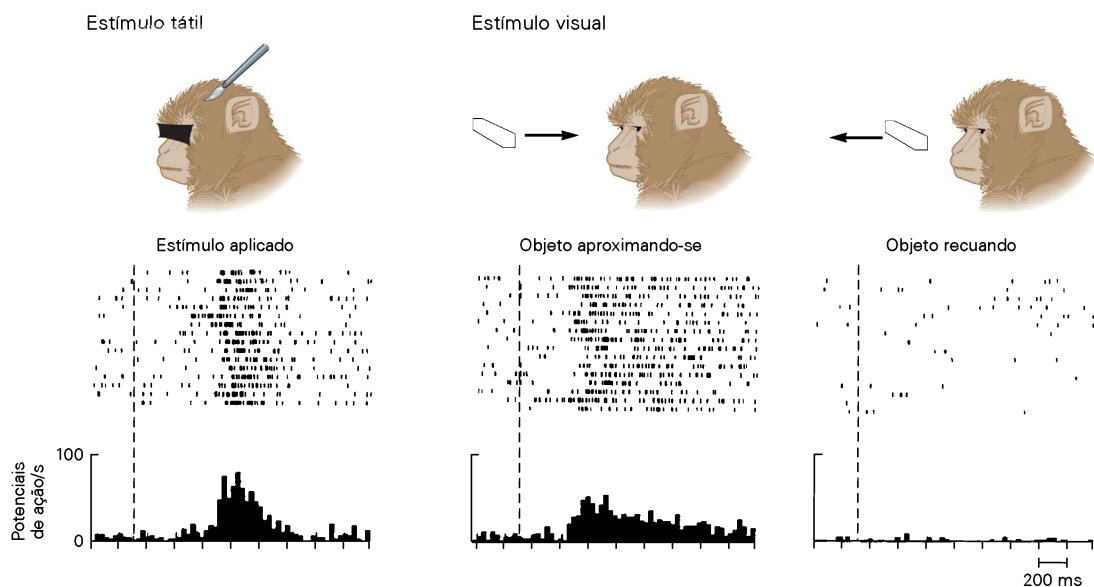 Estímulo tátil
Estímulo visual
Estímulo aplicado
Objeto aproximando-se
Objeto recuando
Potenciais
de ação/s
100
0
200 ms